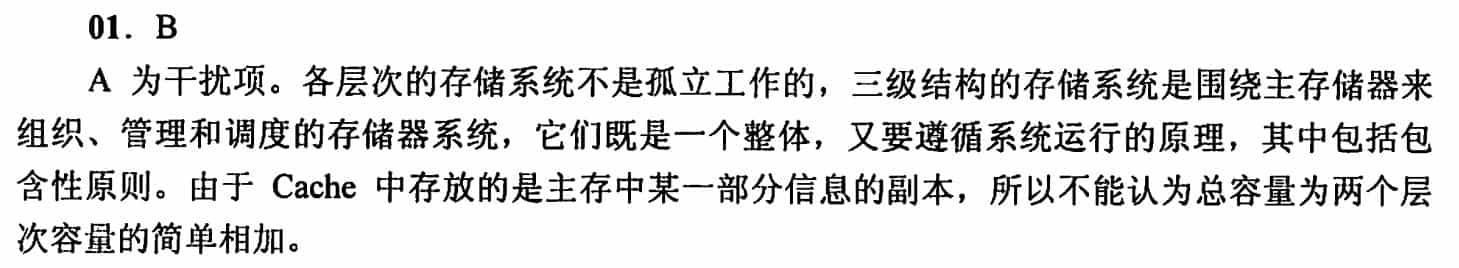 01. B
A 为干扰项。各层次的存储系统不是孤立工作的，三级结构的存储系统是围绕主存储器来
组织、管理和调度的存储器系统，它们既是一个整体，又要遵循系统运行的原理，其中包括包
含性原则。由于 Cache 中存放的是主存中某一部分信息的副本，所以不能认为总容量为两个层
次容量的简单相加。